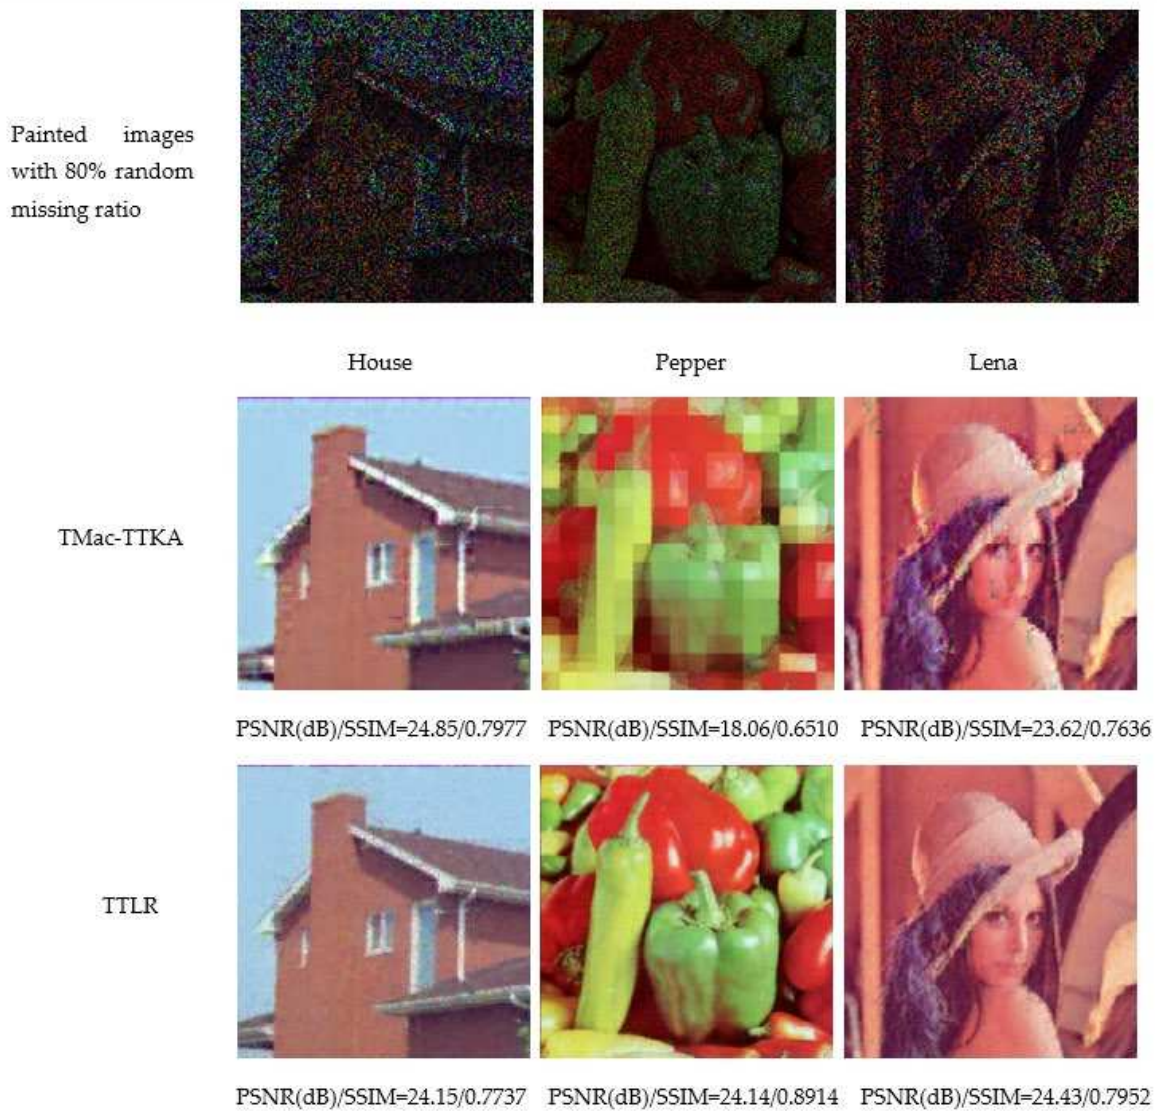 Painted images
with 80% random
missing ratio
House Pepper Lena
TMac-TTKA
PSNR(dB)/SSIM=24.85/0.7977 PSNR(dB)/SSIM=18.06/0.6510 PSNR(dB)/SSIM=23.62/0.7636
TTLR
PSNR(dB)/SSIM=24.15/0.7737 PSNR(dB)/SSIM=24.14/0.8914 PSNR(dB)/SSIM=24.43/0.7952